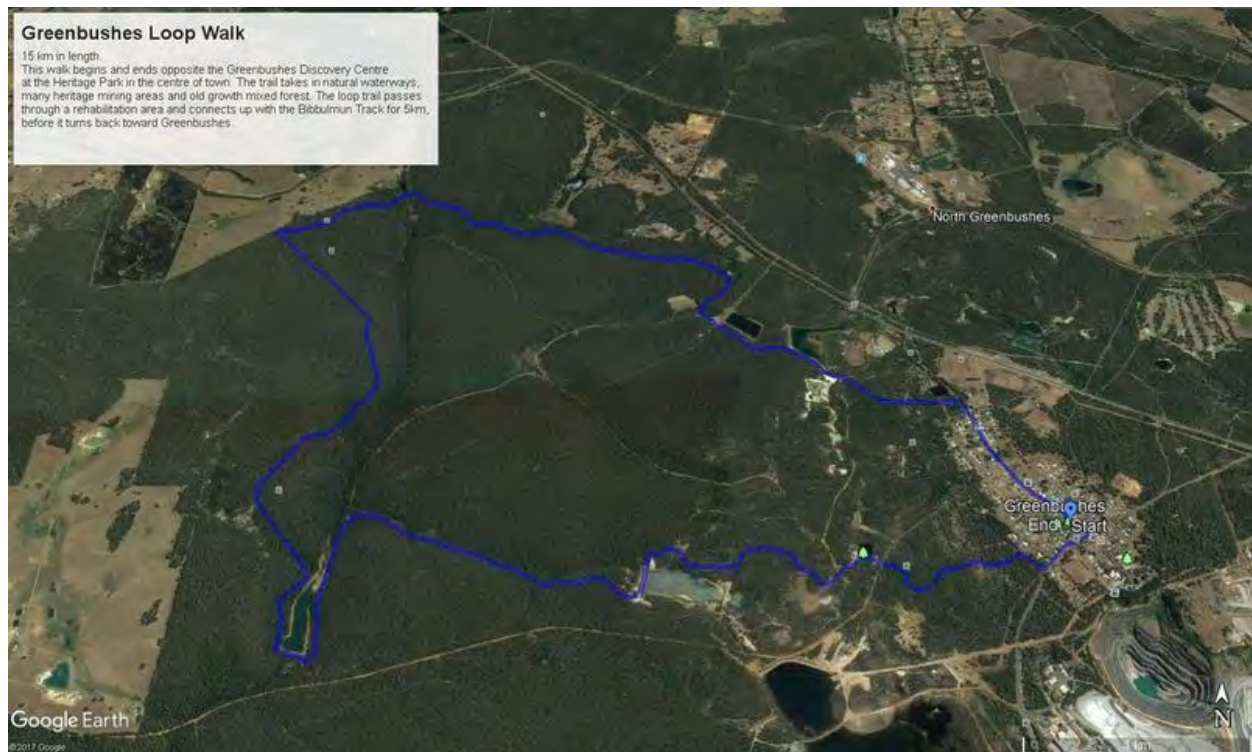 Greenbushes Loop Walk
15 km in length.
This walk begins and ends opposite the Greenbushes Discovery Centre
at the Heritage Park in the centre of town. The trail takes in natural waterways,
many heritage mining areas and old growth mixed forest. The loop trail passes
through a rehabilitation area and connects up with the Bibbulmun Track for 5km,
before it turns back toward Greenbushes.
North Greenbushes
Greenbushes
End Start
N
Google Earth
©2017 Google
km